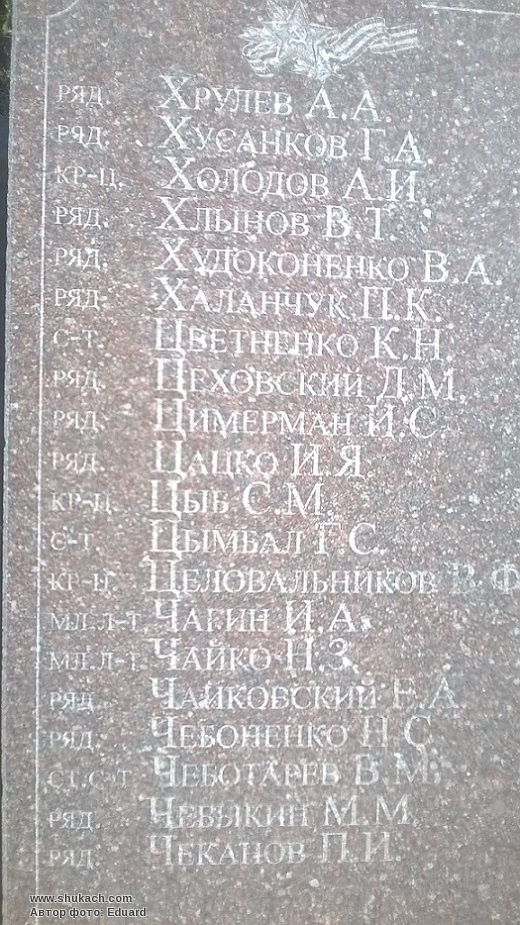 РЯД. ХРУЛЕВ А.А.
РЯД. ХУСАНКОВ Г.А.
КР-Ц. ХОЛОДОВ А.И.
РЯД. ХЛЫНОВ В.Т.
РЯД. ХУДОКОНЕНКО В.А.
РЯД. ХАЛАНЧУК П.К.
С-Т. ЦВЕТНЕНКО К.Н.
РЯД. ЦЕХОВСКИЙ Д.М.
РЯД. ЦИМЕРМАН И.С.
РЯД. ЦАЦКО И.Я
КР-Ц. ЦЫБ С.М.
С-Т. ЦЫМБАЛ Г.С.
КР-Ц. ЦЕЛОВАЛЬНИКОВ В.Ф
МЛ.Л-Т. ЧАГИН И.А.
МЛ.Л-Т. ЧАЙКО Н.З.
РЯД. ЧАЙКОВСКИЙ Е.А.
РЯД. ЧЕБОНЕНКО Н.С
СТ.С-Т ЧЕБОТАРЕВ В.М.
РЯД. ЧЕБЫКИН М.М.
РЯД. ЧЕКАНОВ П.И.
www.shukach.com
Автор фото: Eduard